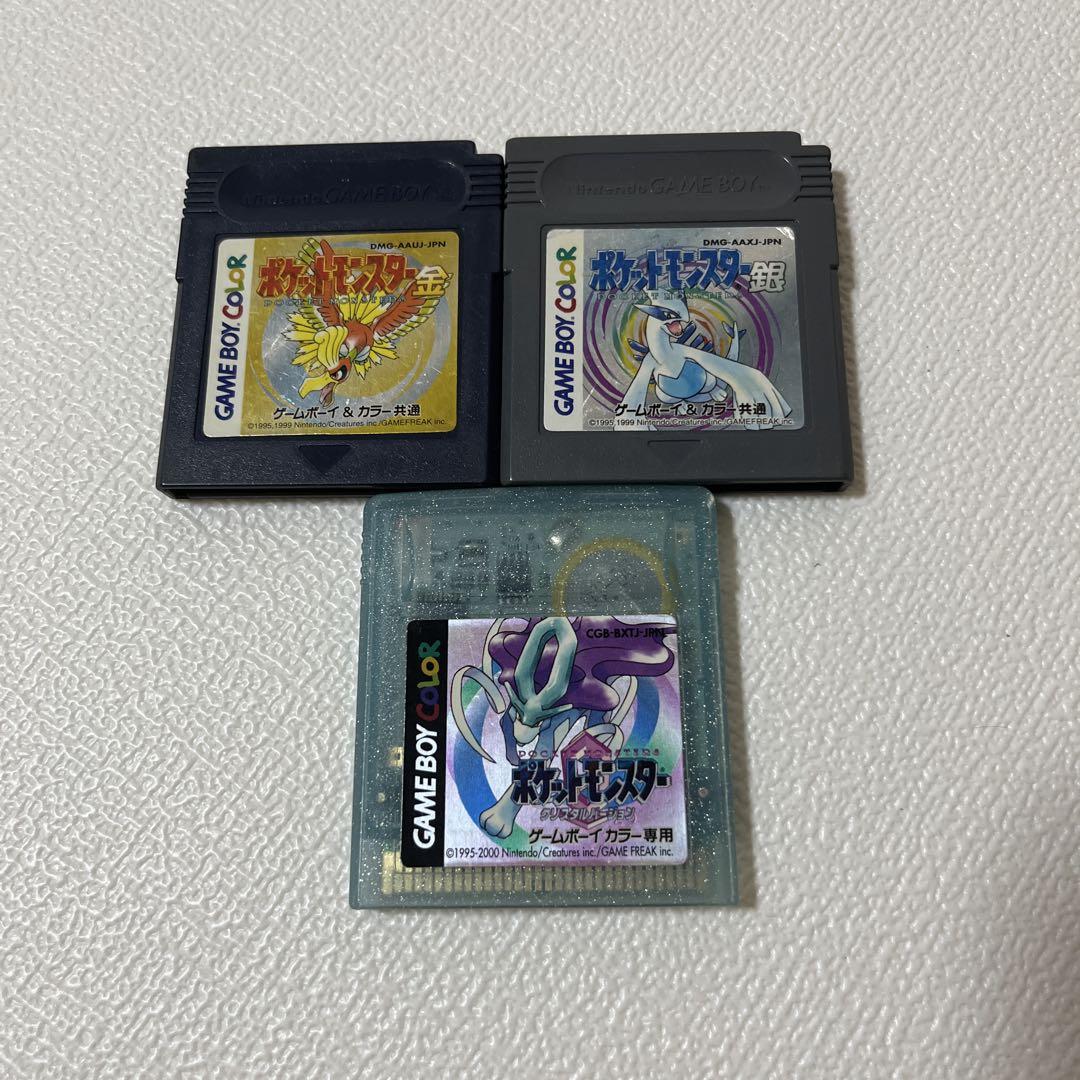 Nintendo GAME BOY TM
GAME BOY COLOR
DMG-AAUJ-JPN
ポケットモンスター金
POCKET MONSTERS
ゲームボーイ & カラー共通
©1995,1999 Nintendo/Creatures inc./GAMEFREAK inc.
Nintendo GAME BOY TM
GAME BOY COLOR
DMG-AAXJ-JPN
ポケットモンスター銀
POCKET MONSTERS
ゲームボーイ & カラー共通
©1995,1999 Nintendo/Creatures inc./GAMEFREAK inc.
GAME BOY COLOR
CGB-BXTJ-JPN
POCKET MONSTERS
ポケットモンスター
クリスタルバージョン
ゲームボーイ カラー専用
©1995-2000 Nintendo/Creatures inc./GAME FREAK inc.